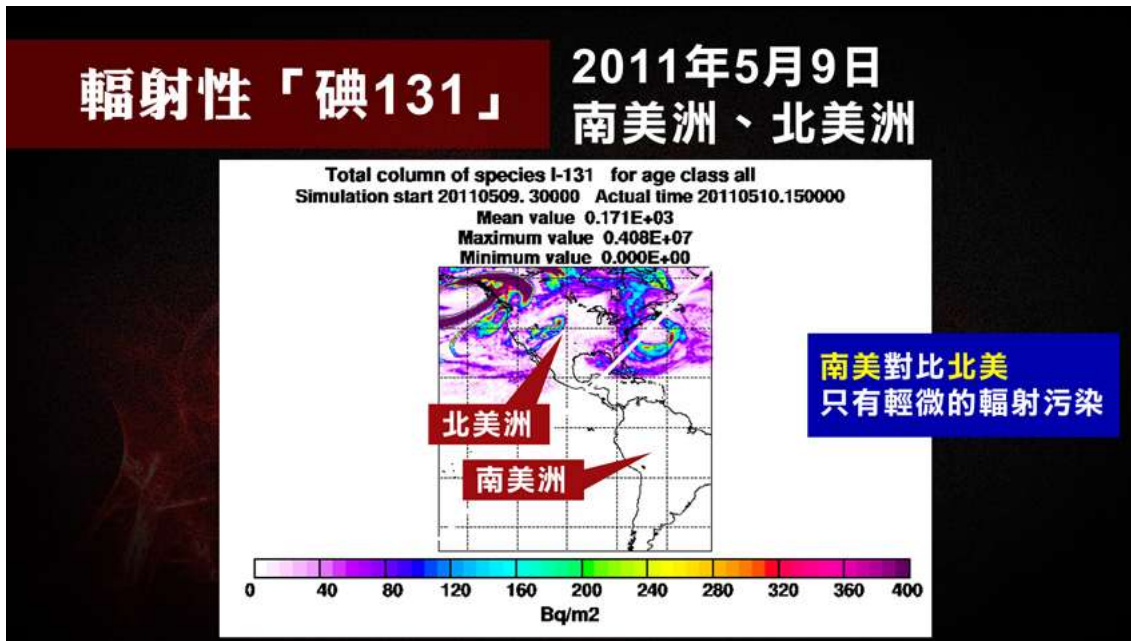 輻射性「碘131」
2011年5月9日
南美洲、北美洲
Total column of species I-131 for age class all
Simulation start 20110509. 30000 Actual time 20110510.150000
Mean value 0.171E+03
Maximum value 0.408E+07
Minimum value 0.000E+00
北美洲
南美洲
南美對比北美
只有輕微的輻射污染
0 40 80 120 160 200 240 280 320 360 400
Bq/m2